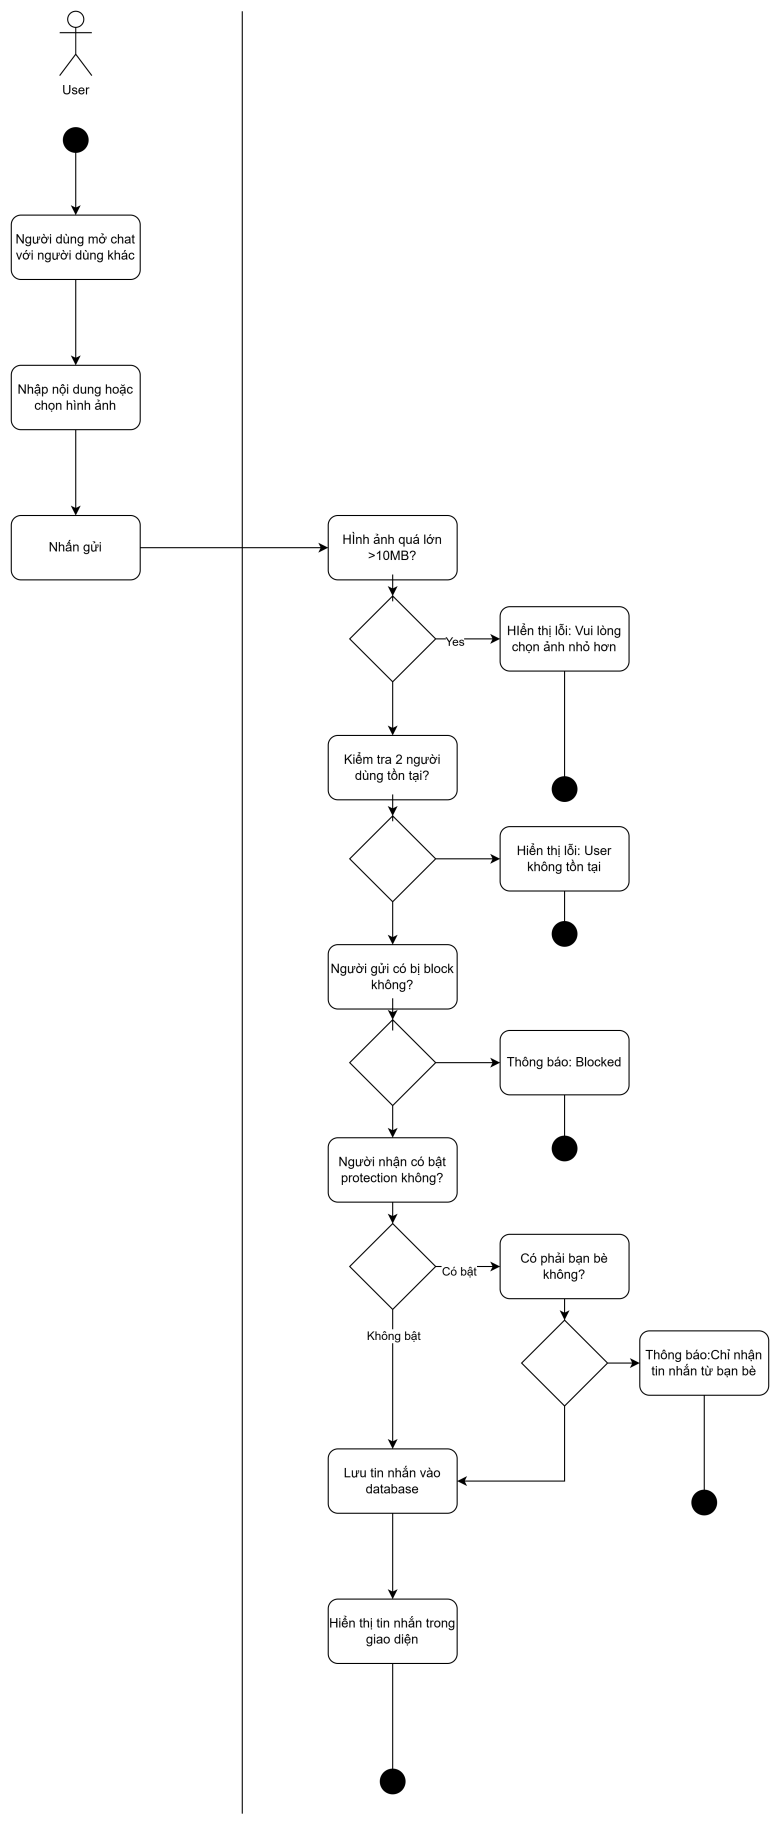 User
Người dùng mở chat
với người dùng khác
Nhập nội dung hoặc
chọn hình ảnh
Nhấn gửi
HÌnh ảnh quá lớn
>10MB?
Yes
HIển thị lỗi: Vui lòng
chọn ảnh nhỏ hơn
Kiểm tra 2 người
dùng tồn tại?
Hiển thị lỗi: User
không tồn tại
Người gửi có bị block
không?
Thông báo: Blocked
Người nhận có bật
protection không?
Có bật
Có phải bạn bè
không?
Không bật
Thông báo:Chỉ nhận
tin nhắn từ bạn bè
Lưu tin nhắn vào
database
Hiển thị tin nhắn trong
giao diện